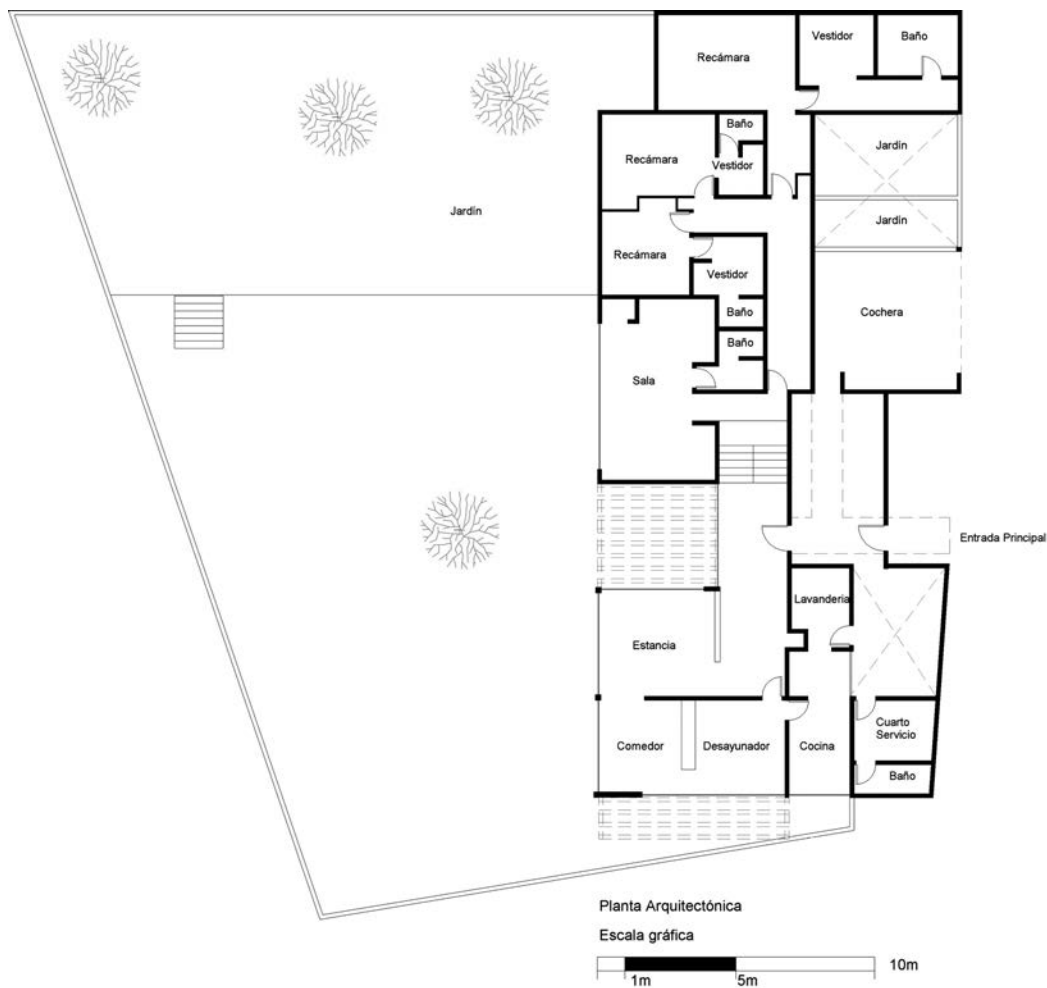 Vestidor
Baño
Recámara
Baño
Jardín
Recámara
Vestidor
Jardín
Jardín
Recámara
Vestidor
Baño
Cochera
Baño
Sala
Entrada Principal
Lavanderia
Estancia
Cuarto
Servicio
Comedor
Desayunador
Cocina
Baño
Planta Arquitectónica
Escala gráfica
10m
1m
5m